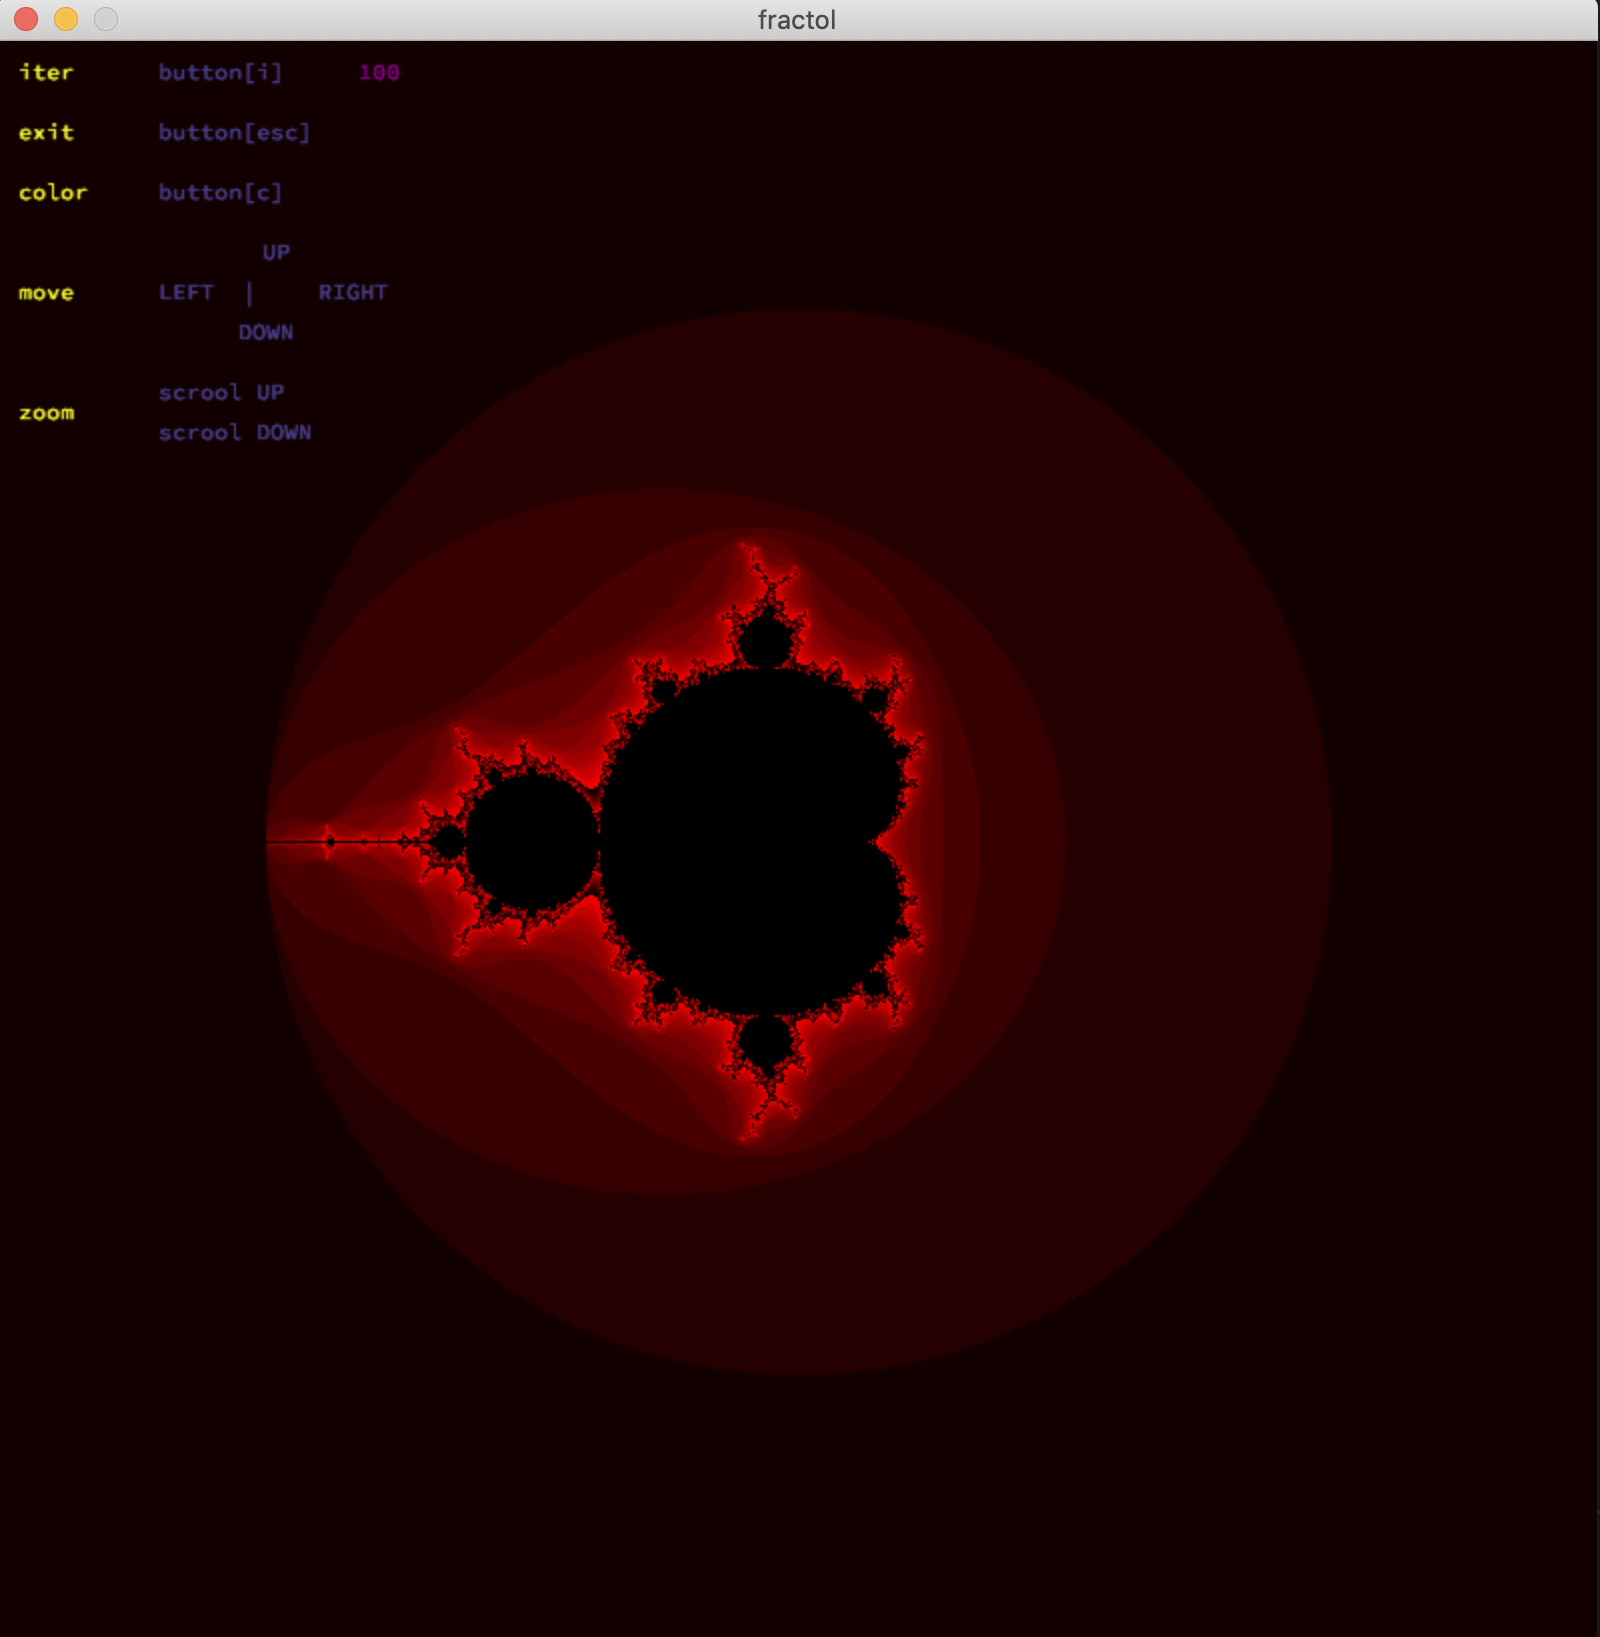 fractol
iter button[i] 100
exit button[esc]
color button[c]
UP
move LEFT | RIGHT
DOWN
scrool UP
zoom
scrool DOWN